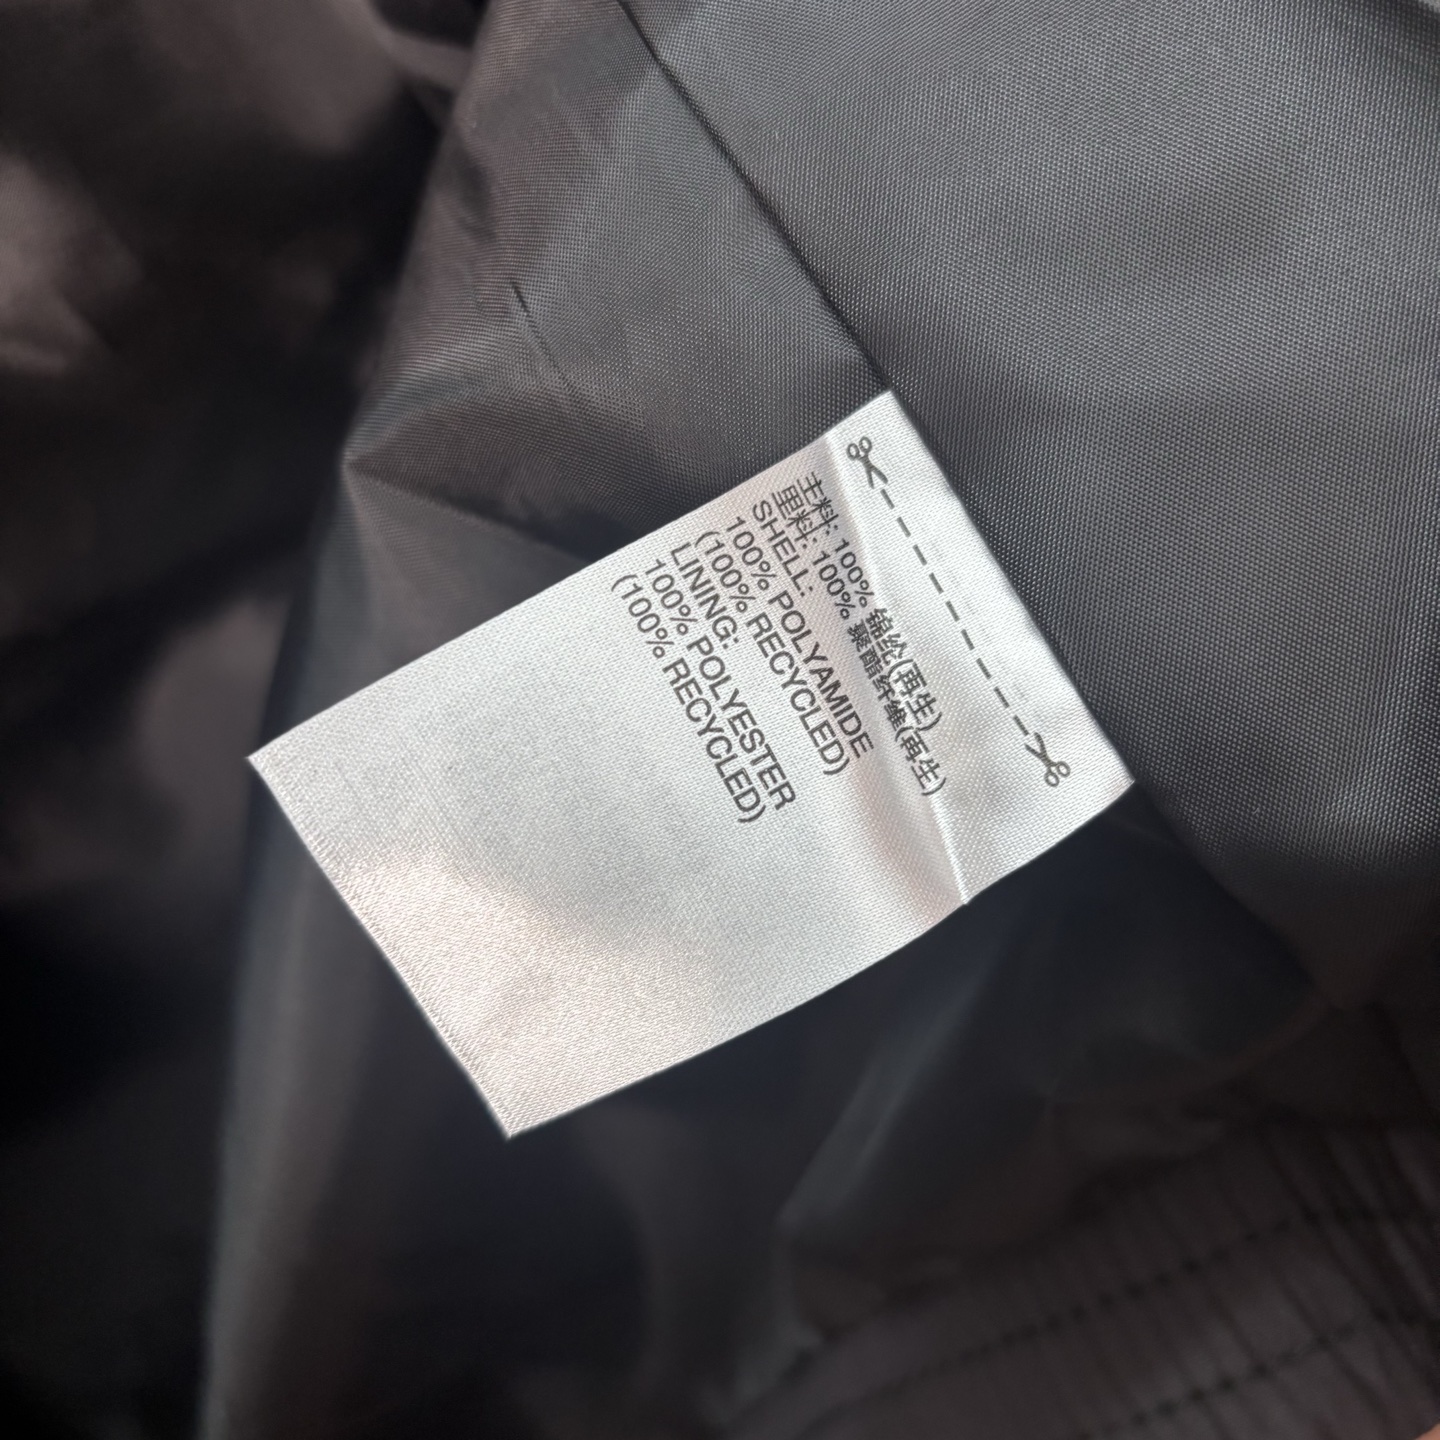 主料: 100% 锦纶(再生)
里料: 100% 聚酯纤维(再生)
SHELL:
100% POLYAMIDE
(100% RECYCLED)
LINING:
100% POLYESTER
(100% RECYCLED)